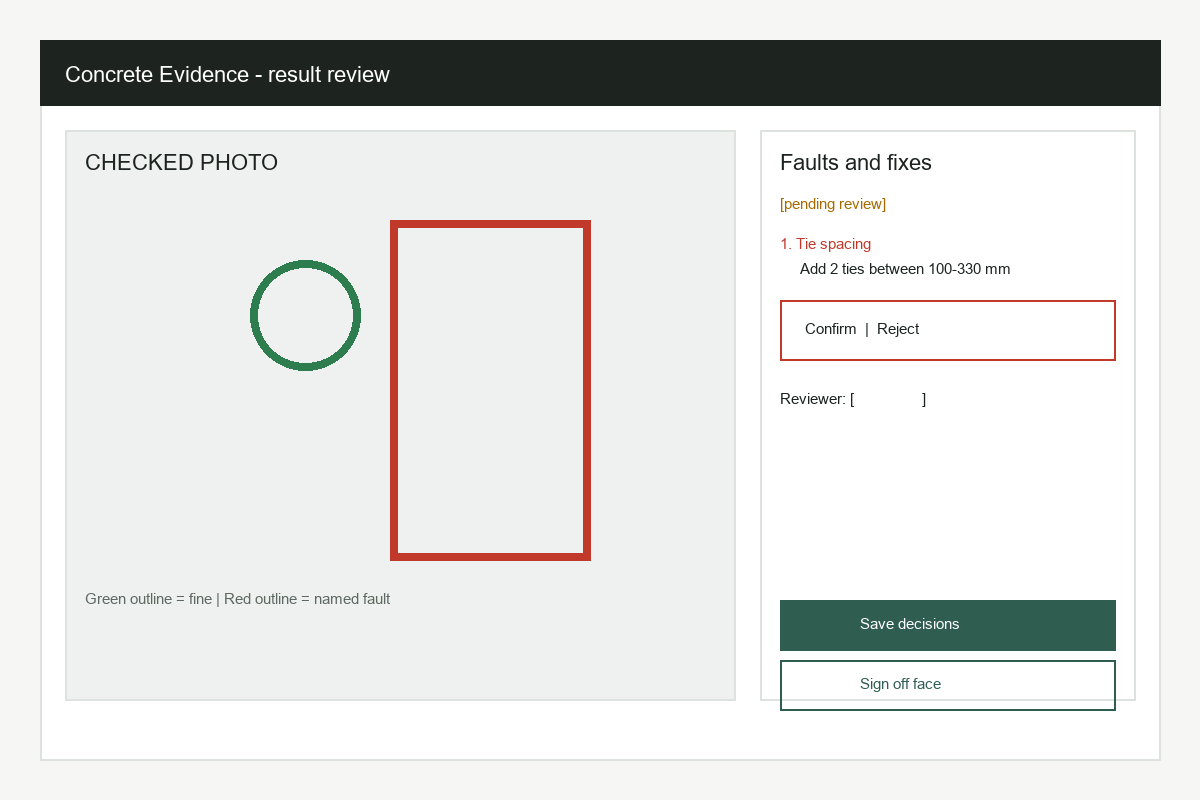 Concrete Evidence - result review
CHECKED PHOTO
Green outline = fine | Red outline = named fault
Faults and fixes
[pending review]
1. Tie spacing
Add 2 ties between 100-330 mm
Confirm | Reject
Reviewer: [ ]
Save decisions
Sign off face